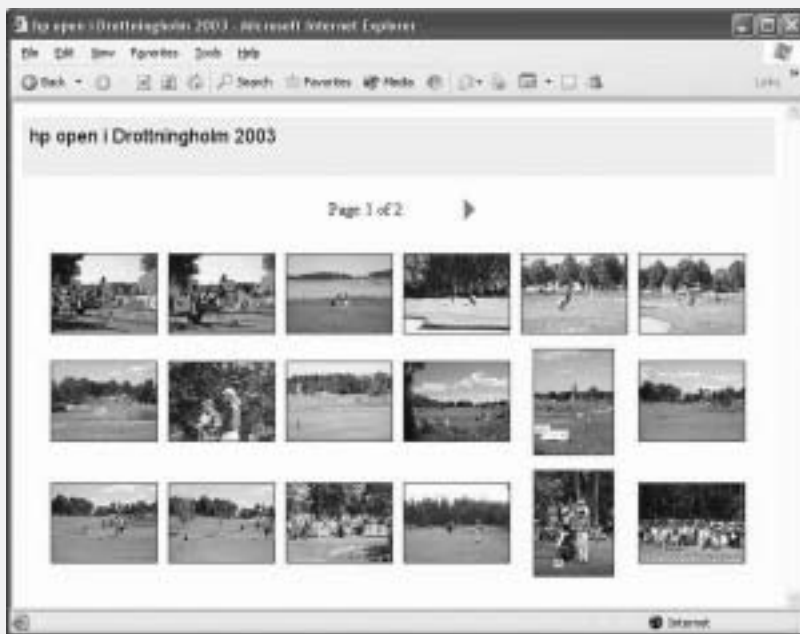 hp open i Drottningholm 2003 - Microsoft Internet Explorer
File Edit View Favorites Tools Help
Back Search Favorites Media Links
hp open i Drottningholm 2003
Page 1 of 2
Internet